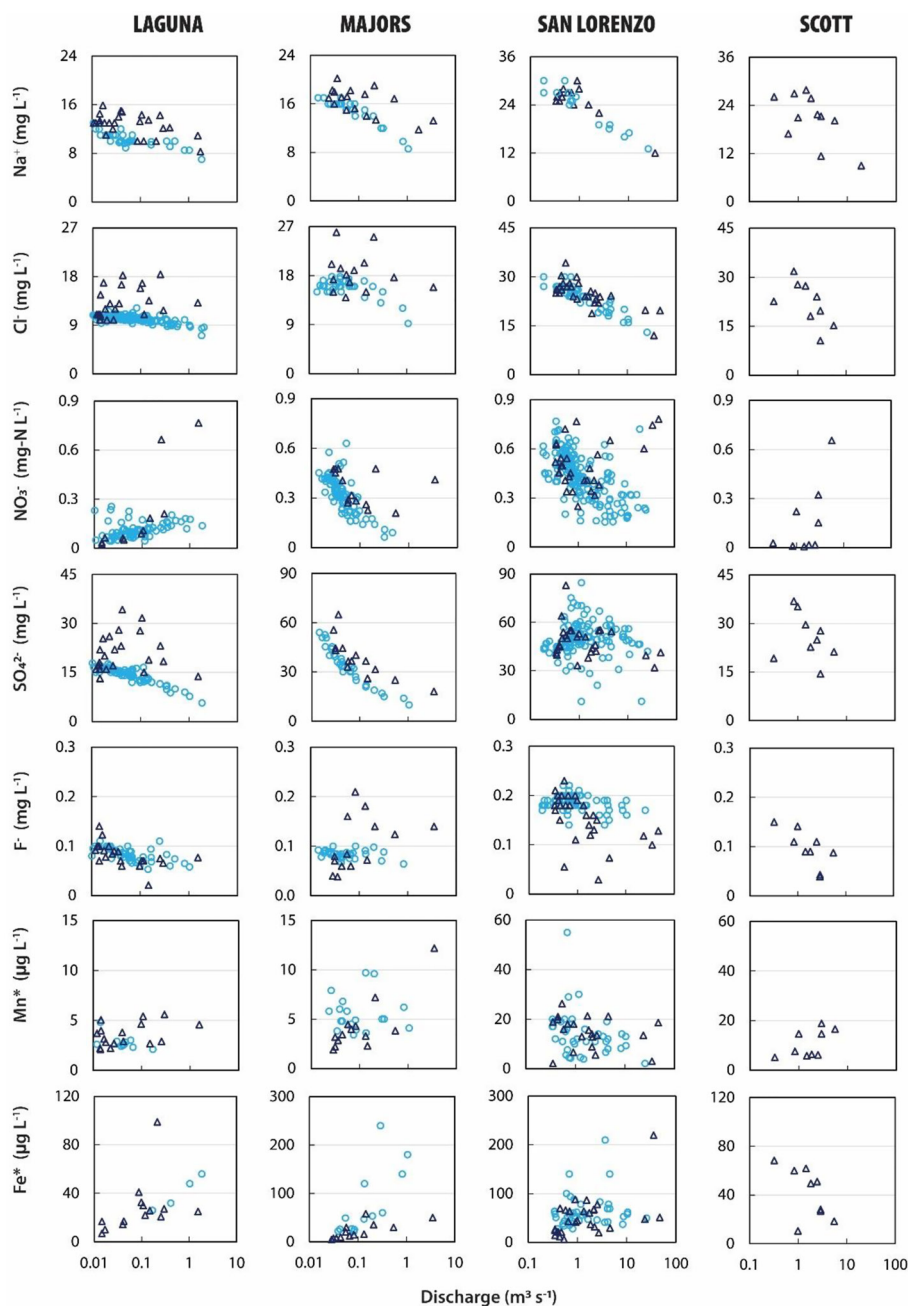 LAGUNA MAJORS SAN LORENZO SCOTT
Na⁺ (mg L⁻¹)
24 24 36 36
16 16 24 24
8 8 12 12
0 0 0 0
Cl⁻ (mg L⁻¹)
27 27 45 45
18 18 30 30
9 9 15 15
0 0 0 0
NO₃⁻ (mg-N L⁻¹)
0.9 0.9 0.9 0.9
0.6 0.6 0.6 0.6
0.3 0.3 0.3 0.3
0 0 0 0
SO₄²⁻ (mg L⁻¹)
45 90 90 45
30 60 60 30
15 30 30 15
0 0 0 0
F⁻ (mg L⁻¹)
0.3 0.3 0.3 0.3
0.2 0.2 0.2 0.2
0.1 0.1 0.1 0.1
0 0.0 0 0
Mn* (µg L⁻¹)
15 15 60 60
10 10 40 40
5 5 20 20
0 0 0 0
Fe* (µg L⁻¹)
120 300 300 120
80 200 200 80
40 100 100 40
0 0 0 0
0.01 0.1 1 10 0.01 0.1 1 10 0.1 1 10 100 0.1 1 10 100
Discharge (m³ s⁻¹)